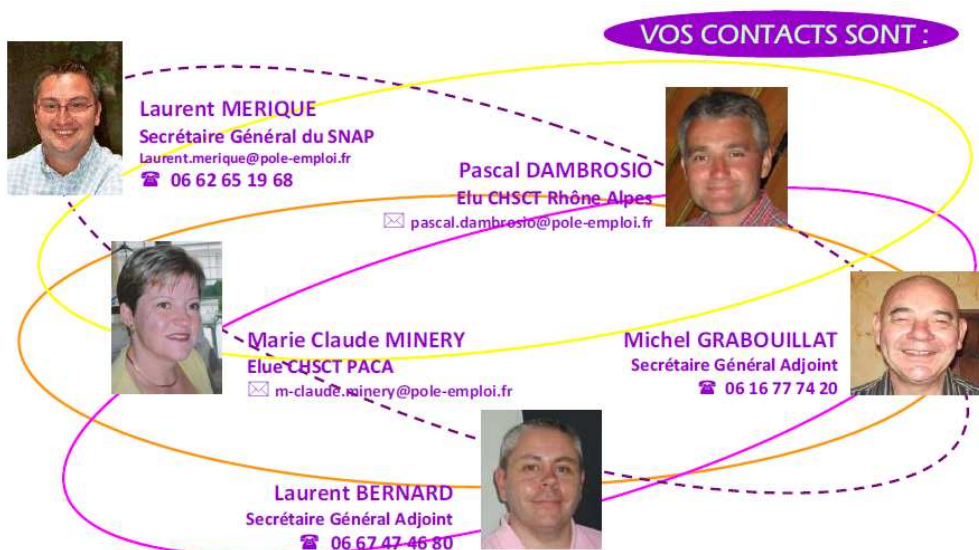 VOS CONTACTS SONT :
Laurent MERIQUE
Secrétaire Général du SNAP
Laurent.merique@pole-emploi.fr
☎ 06 62 65 19 68
Pascal DAMBROSIO
Elu CHSCT Rhône Alpes
✉ pascal.dambrosio@pole-emploi.fr
Marie Claude MINERY
Elue CHSCT PACA
✉ m-claude.minery@pole-emploi.fr
Michel GRABOUILLAT
Secrétaire Général Adjoint
☎ 06 16 77 74 20
Laurent BERNARD
Secrétaire Général Adjoint
☎ 06 67 47 46 80